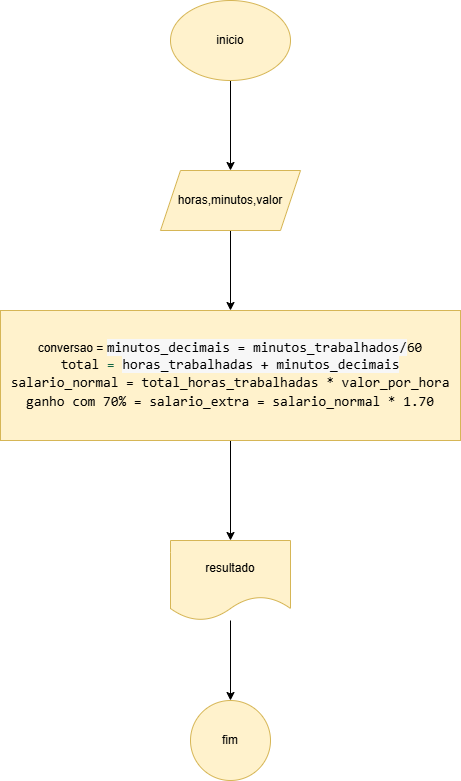 inicio
horas,minutos,valor
conversao = minutos_decimais = minutos_trabalhados/60
total = horas_trabalhadas + minutos_decimais
salario_normal = total_horas_trabalhadas * valor_por_hora
ganho com 70% = salario_extra = salario_normal * 1.70
resultado
fim